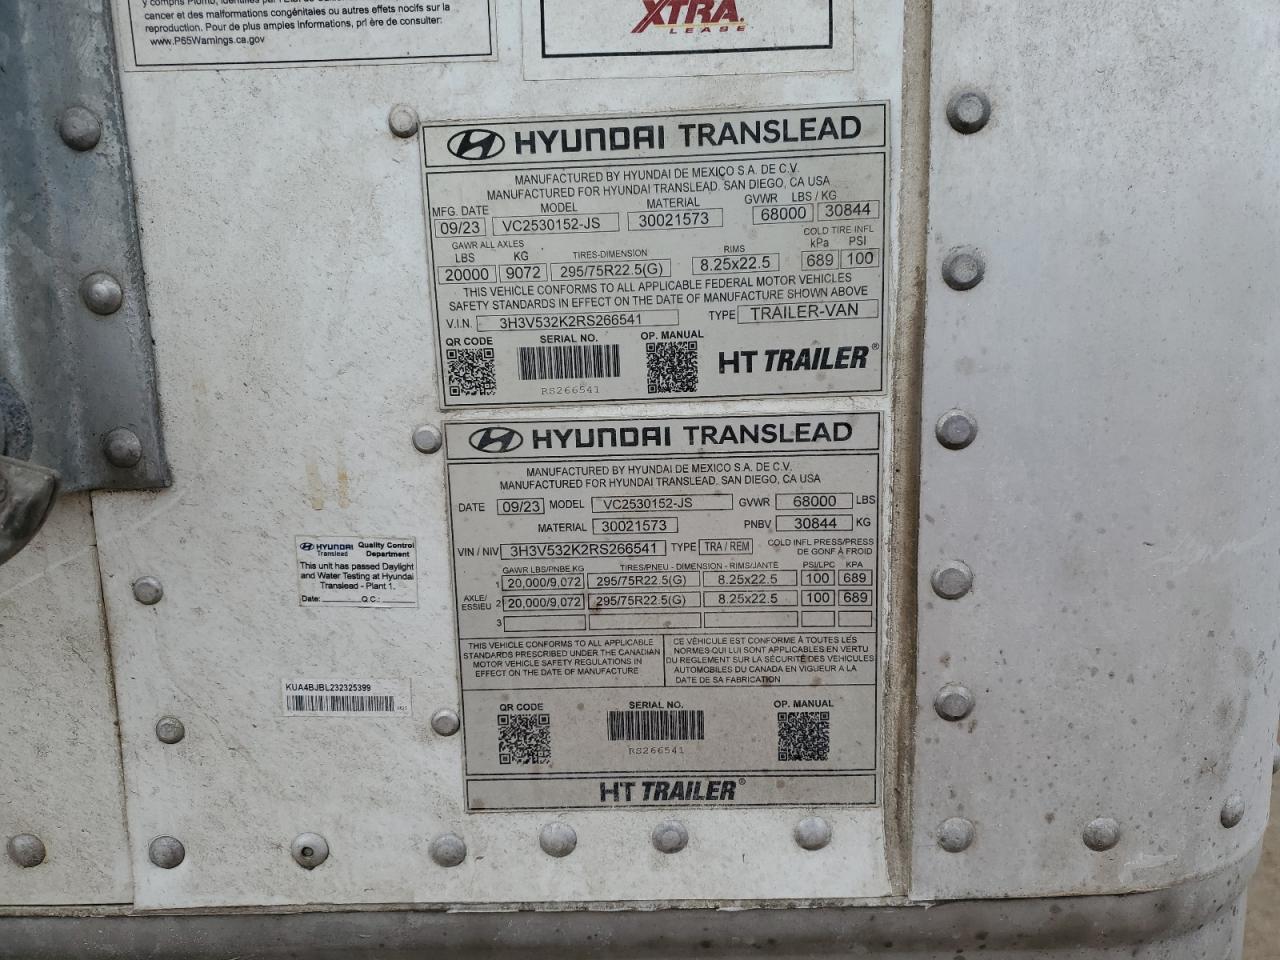 cancer et des malformations congénitales ou autres effets nocifs sur la
reproduction. Pour de plus amples informations, prière de consulter:
www.P65Warnings.ca.gov
XTRA
LEASE
HYUNDAI TRANSLEAD
MANUFACTURED BY HYUNDAI DE MEXICO S.A. DE C.V.
MANUFACTURED FOR HYUNDAI TRANSLEAD, SAN DIEGO, CA USA
MFG. DATE MODEL MATERIAL GVWR LBS / KG
09/23 VC2530152-JS 30021573 68000 30844
GAWR ALL AXLES COLD TIRE INFL
LBS KG TIRES-DIMENSION RIMS kPa PSI
20000 9072 295/75R22.5(G) 8.25x22.5 689 100
THIS VEHICLE CONFORMS TO ALL APPLICABLE FEDERAL MOTOR VEHICLE
SAFETY STANDARDS IN EFFECT ON THE DATE OF MANUFACTURE SHOWN ABOVE
V.I.N. 3H3V532K2RS266541 TYPE TRAILER-VAN
QR CODE SERIAL NO. OP. MANUAL
RS266541
HT TRAILER®
HYUNDAI TRANSLEAD
MANUFACTURED BY HYUNDAI DE MEXICO S.A. DE C.V.
MANUFACTURED FOR HYUNDAI TRANSLEAD, SAN DIEGO, CA USA
DATE 09/23 MODEL VC2530152-JS GVWR 68000 LBS
MATERIAL 30021573 PNBV 30844 KG
VIN / NIV 3H3V532K2RS266541 TYPE TRA / REM COLD INFL PRESS/PRESS
DE GONF À FROID
GAWR LBS/PNBE KG TIRES/PNEU - DIMENSION - RIMS/JANTE PSI/LPC KPA
1 20,000/9,072 295/75R22.5(G) 8.25x22.5 100 689
AXLE/
ESSIEU 2 20,000/9,072 295/75R22.5(G) 8.25x22.5 100 689
3
THIS VEHICLE CONFORMS TO ALL APPLICABLE
STANDARDS PRESCRIBED UNDER THE CANADIAN
MOTOR VEHICLE SAFETY REGULATIONS IN
EFFECT ON THE DATE OF MANUFACTURE
CE VÉHICULE EST CONFORME À TOUTES LES
NORMES QUI LUI SONT APPLICABLES EN VERTU
DU REGLEMENT SUR LA SÉCURITÉ DES VEHICULES
AUTOMOBILES DU CANADA EN VIGUEUR A LA
DATE DE SA FABRICATION
QR CODE SERIAL NO. OP. MANUAL
RS266541
HT TRAILER®
HYUNDAI Translead Quality Control Department
This unit has passed Daylight
and Water Testing at Hyundai
Translead - Plant 1.
Date: Q.C.:
KUA4BJBL232325399